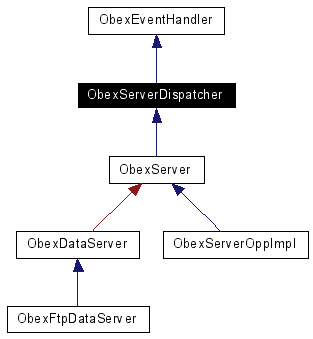 ObexEventHandler
ObexServerDispatcher
ObexServer
ObexDataServer
ObexServerOppImpl
ObexFtpDataServer